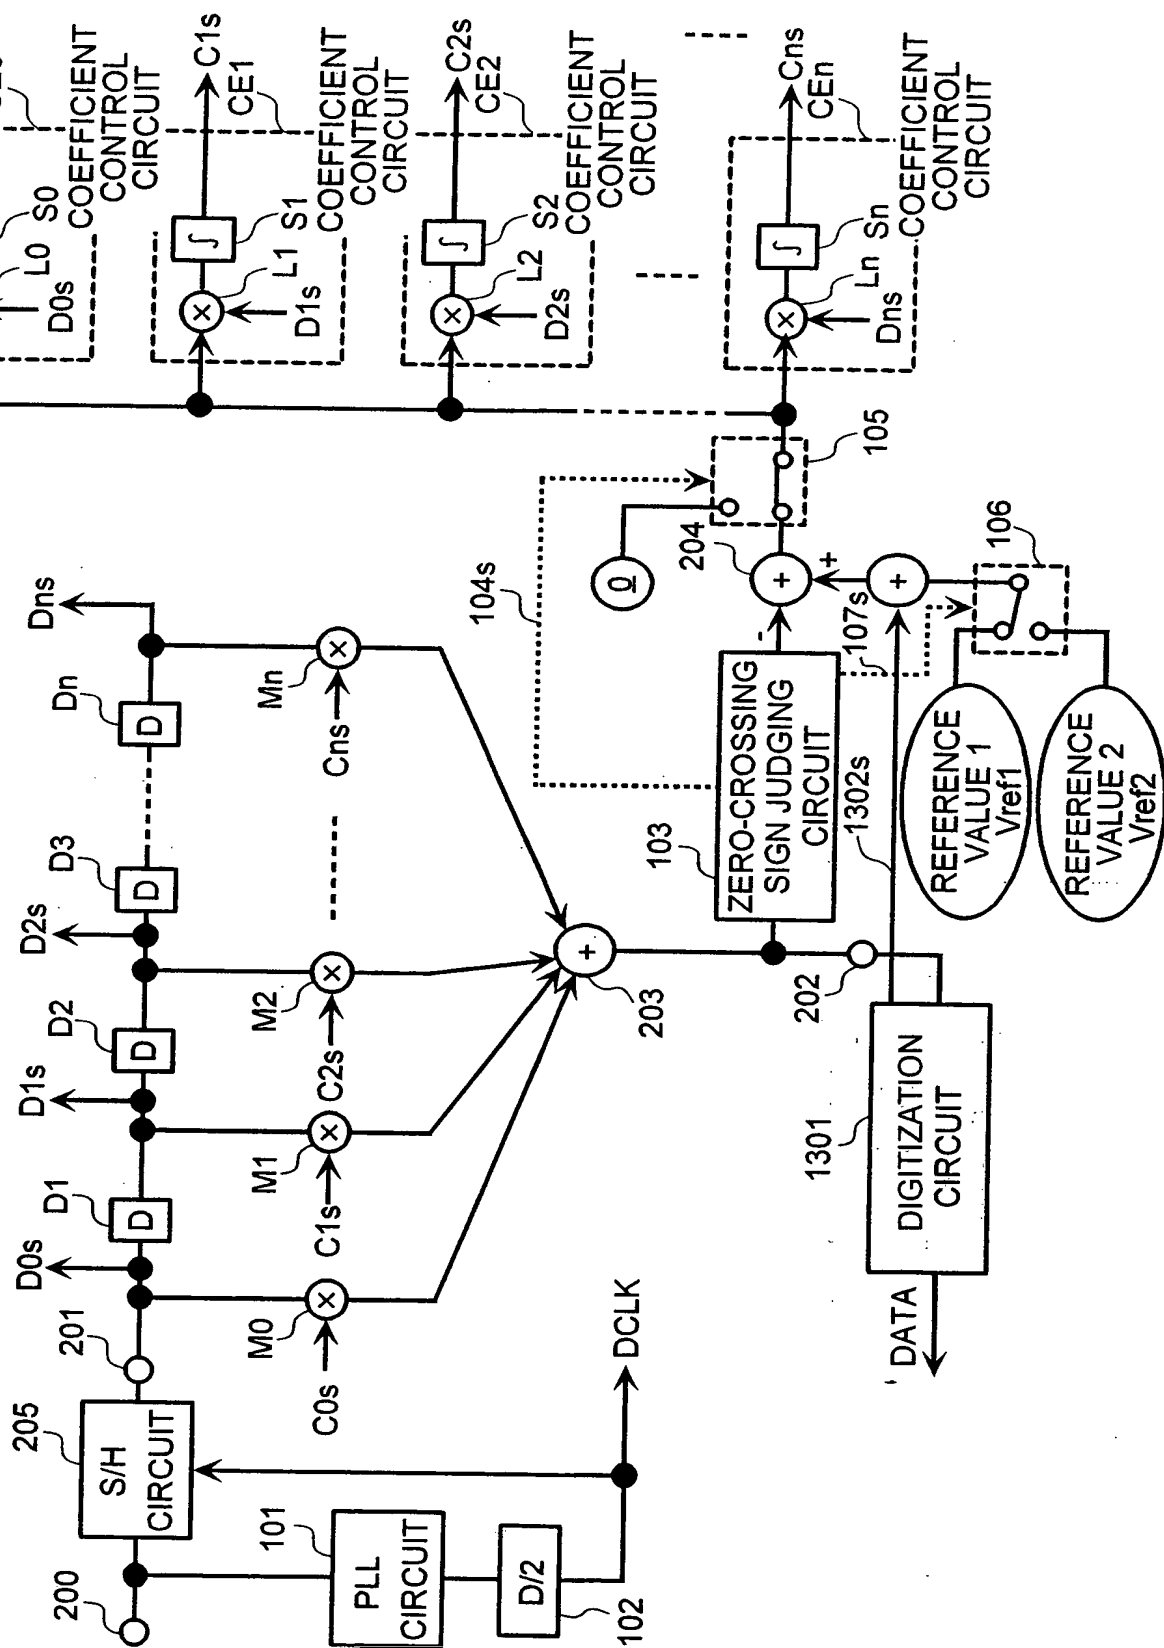 200
205
S/H
CIRCUIT
201
D0s
D1
D
D1s
D2
D
D2s
D3
D
Dn
D
Dns
101
PLL
CIRCUIT
D/2
102
DCLK
C0s
M0
×
C1s
M1
×
C2s
M2
×
Cns
Mn
×
+
203
202
103
ZERO-CROSSING
SIGN JUDGING
CIRCUIT
104s
0
204
+
-
+
+
105
106
107s
1302s
1301
DIGITIZATION
CIRCUIT
DATA
REFERENCE
VALUE 1
Vref1
REFERENCE
VALUE 2
Vref2
D0s
L0
S0
COEFFICIENT
CONTROL
CIRCUIT
×
D1s
L1
∫
S1
C1s
CE1
COEFFICIENT
CONTROL
CIRCUIT
×
D2s
L2
∫
S2
C2s
CE2
COEFFICIENT
CONTROL
CIRCUIT
×
Dns
Ln
∫
Sn
Cns
CEn
COEFFICIENT
CONTROL
CIRCUIT